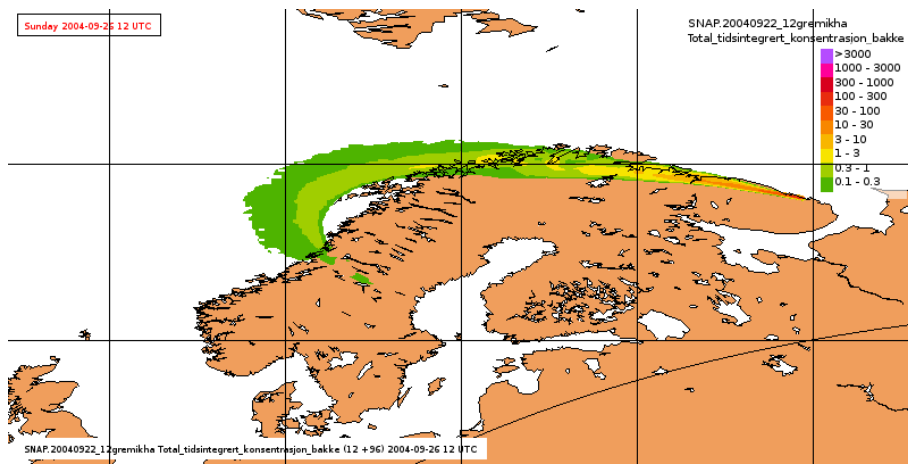 Sunday 2004-09-26 12 UTC
SNAP.20040922_12gremikha
Total_tidsintegrert_konsentrasjon_bakke
>3000
1000 - 3000
300 - 1000
100 - 300
30 - 100
10 - 30
3 - 10
1 - 3
0.3 - 1
0.1 - 0.3
SNAP.20040922_12gremikha Total_tidsintegrert_konsentrasjon_bakke (12 +96) 2004-09-26 12 UTC